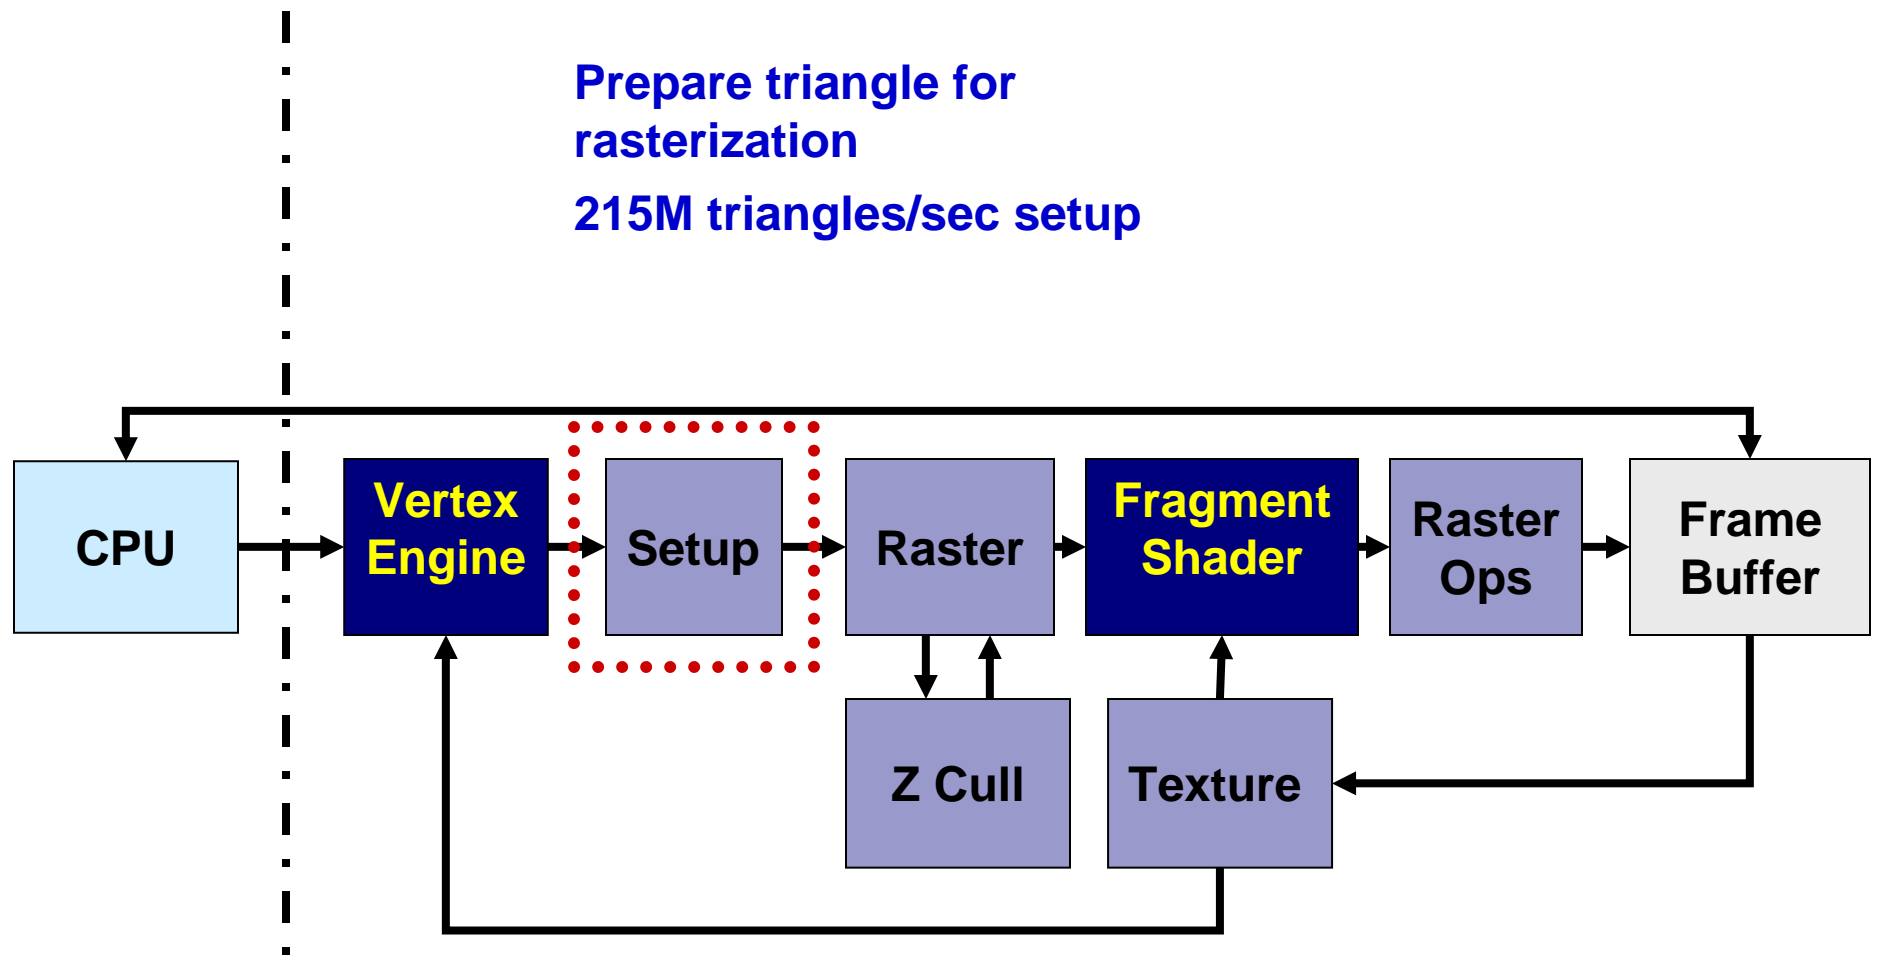 Prepare triangle for
rasterization
215M triangles/sec setup
CPU
Vertex
Engine
Setup
Raster
Fragment
Shader
Raster
Ops
Frame
Buffer
Z Cull
Texture